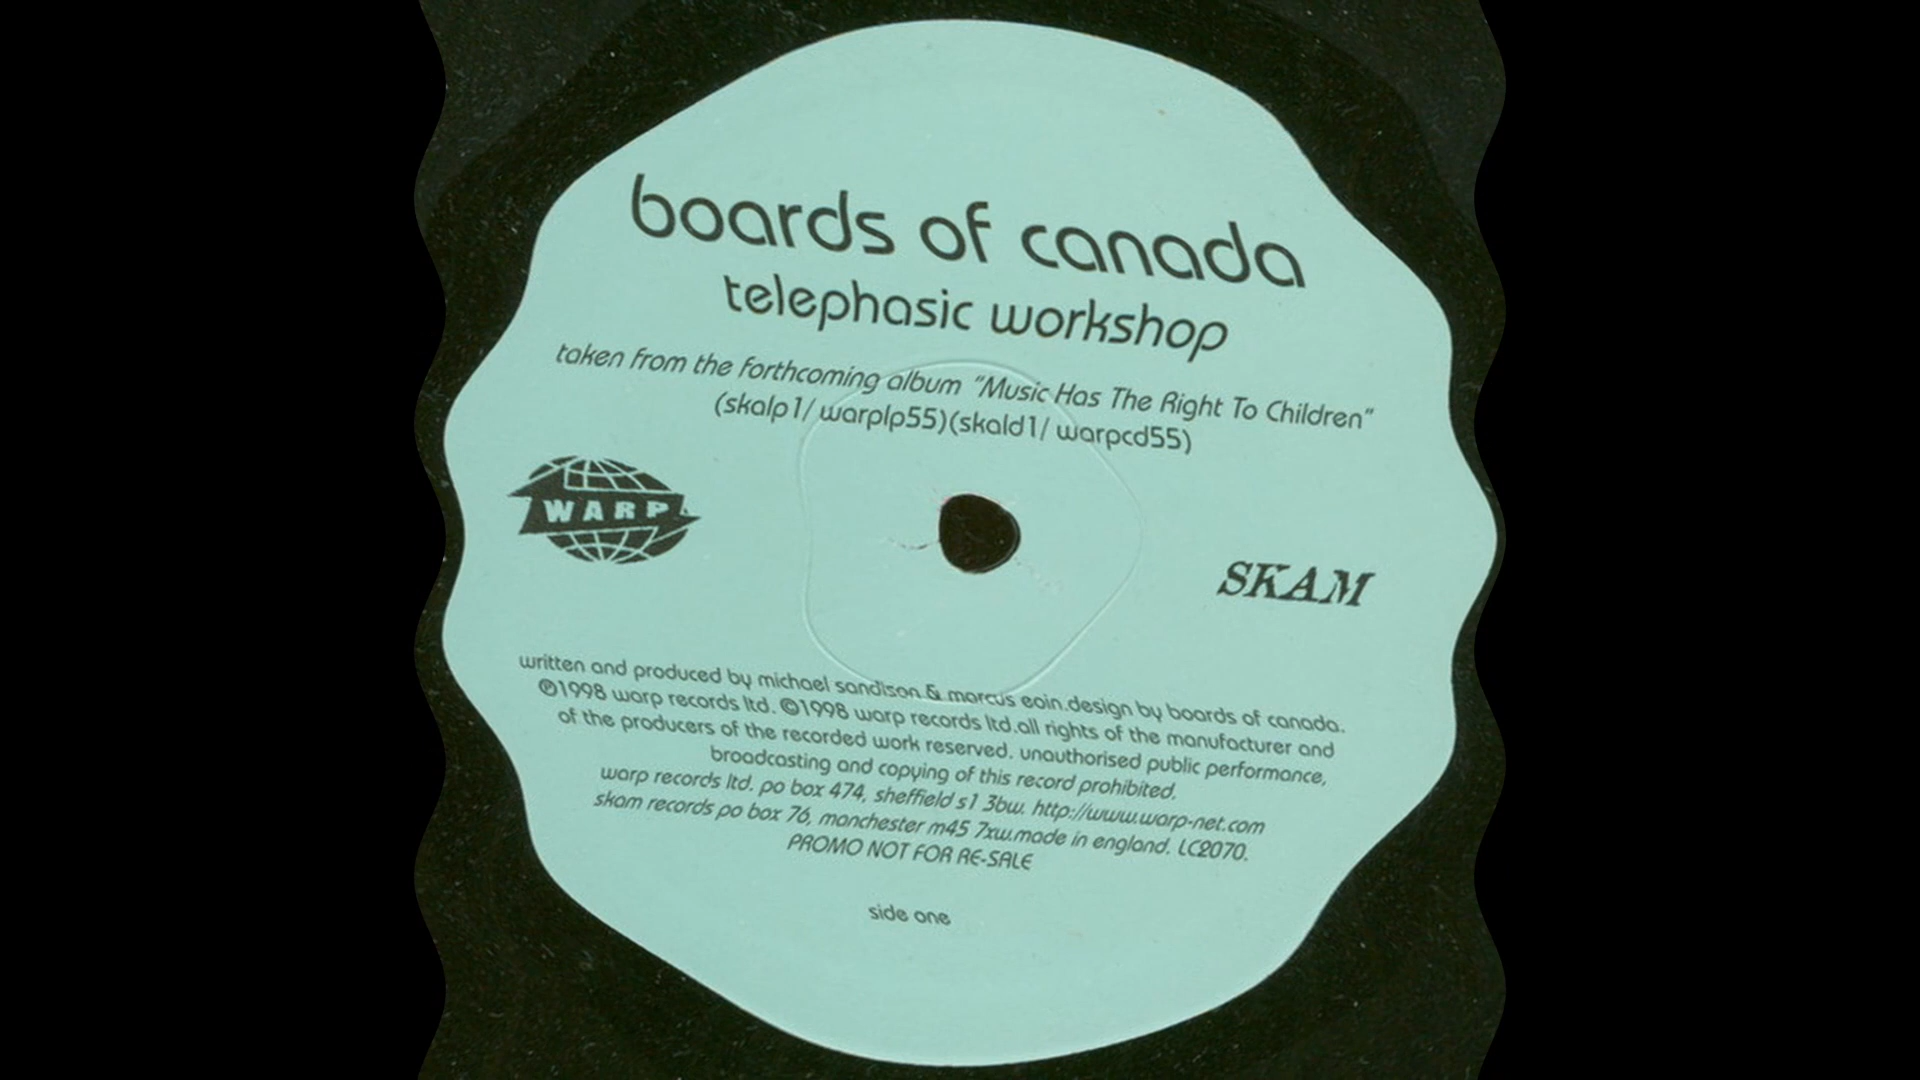 boards of canada
telephasic workshop
taken from the forthcoming album "Music Has The Right To Children"
(skalp1/ warplp55)(skald1/ warpcd55)
WARP
SKAM
written and produced by michael sandison & marcus eoin.design by boards of canada.
℗1998 warp records ltd. ©1998 warp records ltd.all rights of the manufacturer and
of the producers of the recorded work reserved. unauthorised public performance,
broadcasting and copying of this record prohibited.
warp records ltd. po box 474, sheffield s1 3bw. http://www.warp-net.com
skam records po box 76, manchester m45 7xw.made in england. LC2070.
PROMO NOT FOR RE-SALE
side one